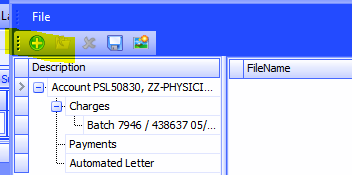 File
Description
FileName
Account PSL50830, ZZ-PHYSICI...
Charges
Batch 7946 / 438637 05/...
Payments
Automated Letter